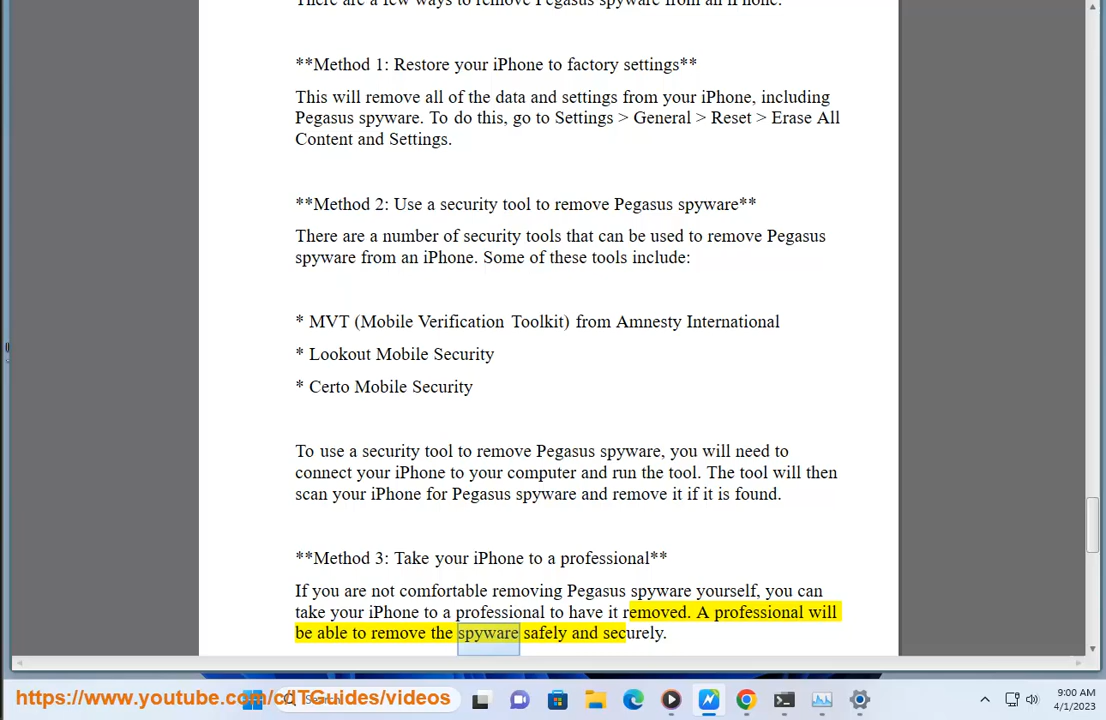 There are a few ways to remove Pegasus spyware from an iPhone.
**Method 1: Restore your iPhone to factory settings**
This will remove all of the data and settings from your iPhone, including
Pegasus spyware. To do this, go to Settings > General > Reset > Erase All
Content and Settings.
**Method 2: Use a security tool to remove Pegasus spyware**
There are a number of security tools that can be used to remove Pegasus
spyware from an iPhone. Some of these tools include:
* MVT (Mobile Verification Toolkit) from Amnesty International
* Lookout Mobile Security
* Certo Mobile Security
To use a security tool to remove Pegasus spyware, you will need to
connect your iPhone to your computer and run the tool. The tool will then
scan your iPhone for Pegasus spyware and remove it if it is found.
**Method 3: Take your iPhone to a professional**
If you are not comfortable removing Pegasus spyware yourself, you can
take your iPhone to a professional to have it removed. A professional will
be able to remove the spyware safely and securely.
https://www.youtube.com/cdTGuides/videos
Search
9:00 AM
4/1/2023